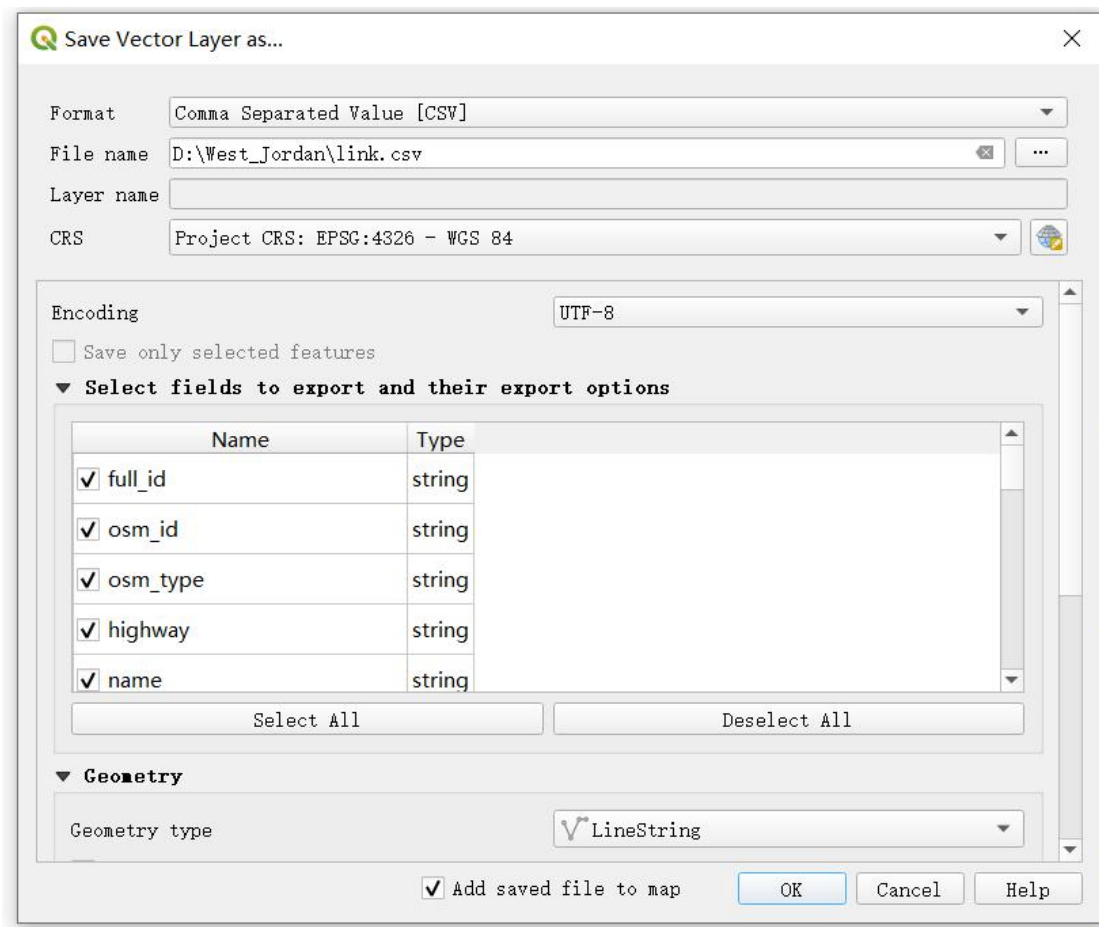 Save Vector Layer as...
Format Comma Separated Value [CSV]
File name D:\West_Jordan\link.csv ...
Layer name
CRS Project CRS: EPSG:4326 - WGS 84
Encoding UTF-8
Save only selected features
Select fields to export and their export options
Name Type
full_id string
osm_id string
osm_type string
highway string
name string
Select All Deselect All
Geometry
Geometry type LineString
Add saved file to map OK Cancel Help